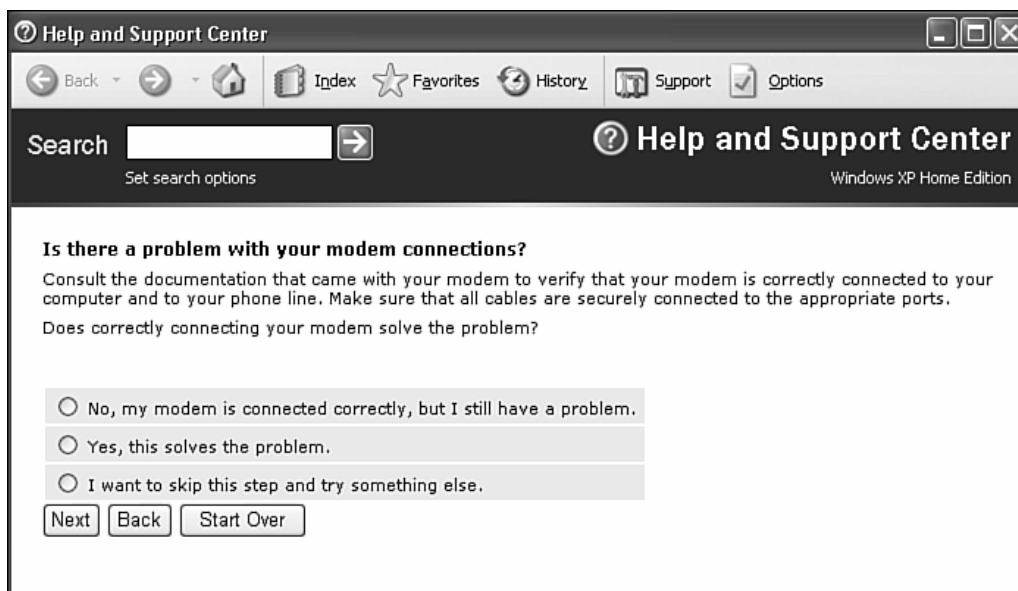 Help and Support Center
Back Index Favorites History Support Options
Search
Help and Support Center
Set search options
Windows XP Home Edition
Is there a problem with your modem connections?
Consult the documentation that came with your modem to verify that your modem is correctly connected to your
computer and to your phone line. Make sure that all cables are securely connected to the appropriate ports.
Does correctly connecting your modem solve the problem?
No, my modem is connected correctly, but I still have a problem.
Yes, this solves the problem.
I want to skip this step and try something else.
Next Back Start Over